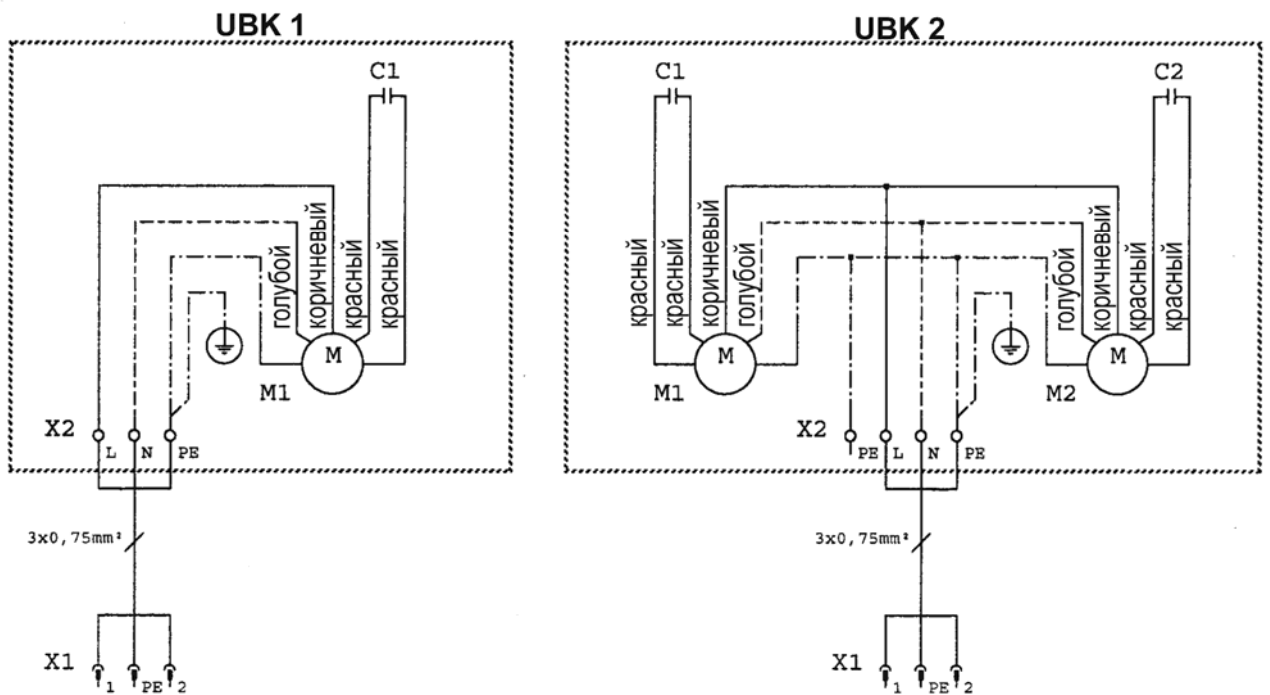 UBK 1
C1
голубой
коричневый
красный
красный
M
M1
X2
L N PE
3x0,75mm²
X1
1 PE 2
UBK 2
C1
C2
красный
красный
коричневый
голубой
голубой
коричневый
красный
красный
M
M
M1
M2
X2
PE L N PE
3x0,75mm²
X1
1 PE 2